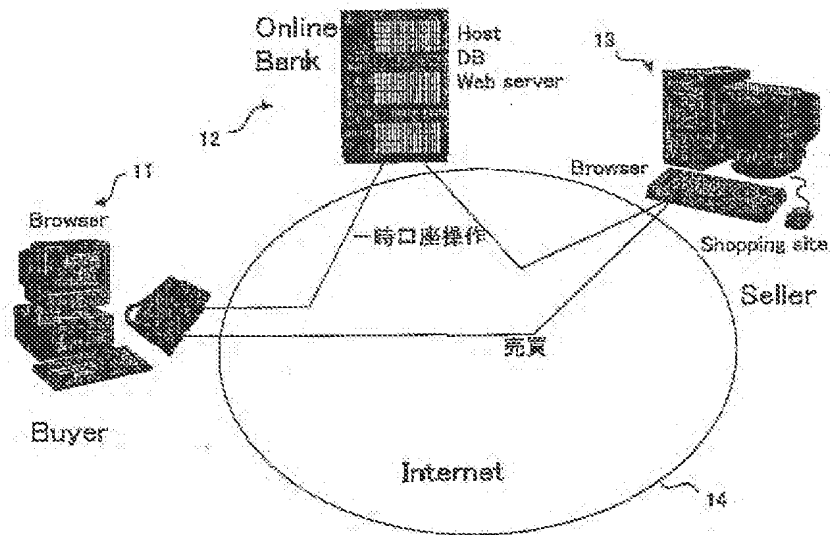 Online
Bank
Host
DB
Web server
12
13
11
Browser
Browser
Shopping site
Seller
一時口座操作
売買
Buyer
Internet
14